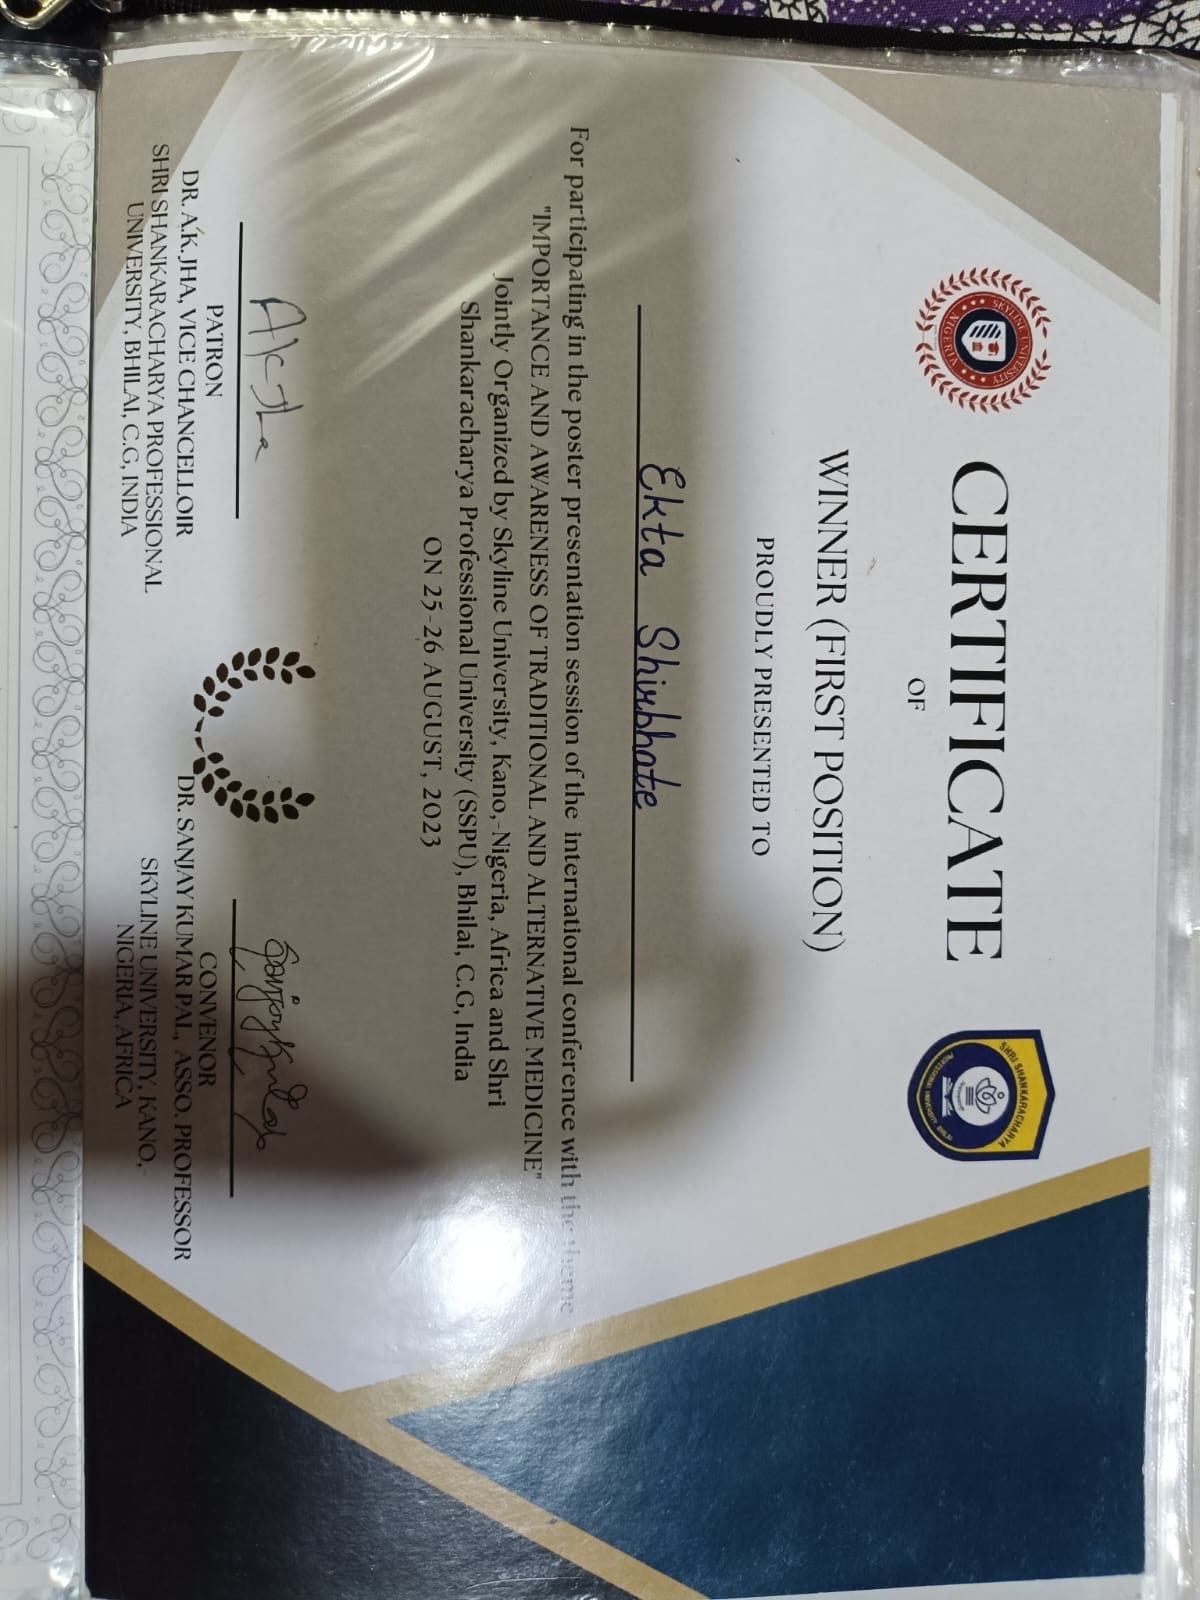 CERTIFICATE
OF
WINNER (FIRST POSITION)
PROUDLY PRESENTED TO
Ekta Shirbhate
For participating in the poster presentation session of the international conference with the theme
"IMPORTANCE AND AWARENESS OF TRADITIONAL AND ALTERNATIVE MEDICINE"
Jointly Organized by Skyline University, Kano,-Nigeria, Africa and Shri
Shankaracharya Professional University (SSPU), Bhilai, C.G, India
ON 25-26 AUGUST, 2023
PATRON
DR. A.K.JHA, VICE CHANCELLOIR
SHRI SHANKARACHARYA PROFESSIONAL
UNIVERSITY, BHILAI, C.G, INDIA
CONVENOR
DR. SANJAY KUMAR PAL, ASSO. PROFESSOR
SKYLINE UNIVERSITY, KANO,
NIGERIA, AFRICA
SKYLINE UNIVERSITY
NIGERIA
SHRI SHANKARACHARYA
PROFESSIONAL UNIVERSITY